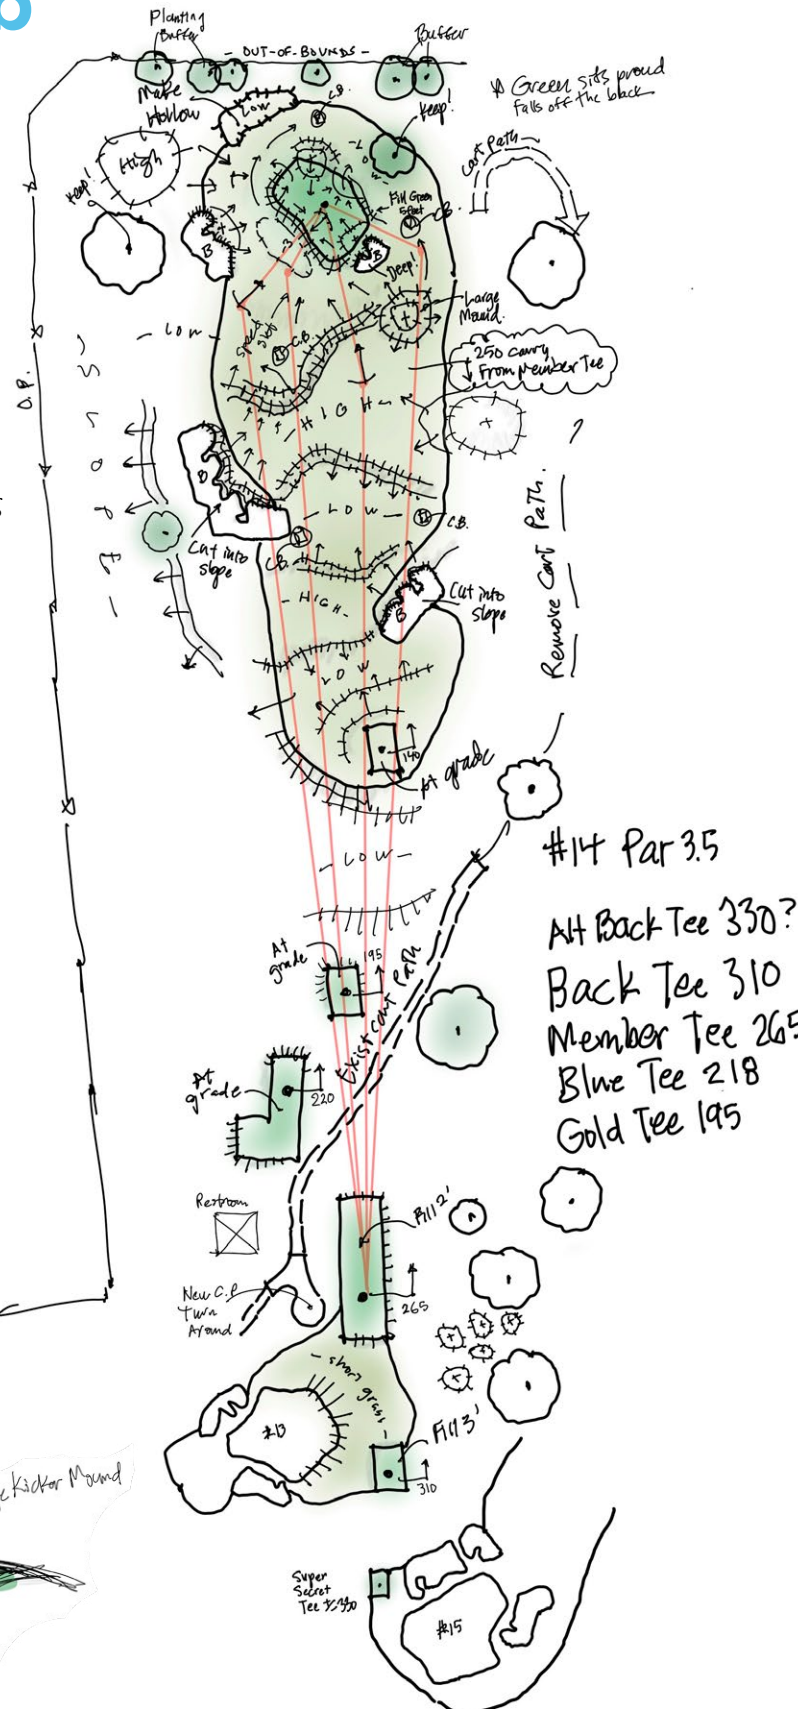 b
Planting
Buffer
- OUT-OF-BOUNDS -
Buffer
* Green sits proud
falls off the back
Make
Hollow
Low
C.B.
Keep!
High
Cart Path
Keep!
Fill Green
5 feet
C.B.
B
B
Deep!
Large
Mound
- LOW -
Speed
Slot
C.B.
250 carry
From Member Tee
O.B.
- HIGH -
B
- LOW -
C.B.
C.B.
Cut into
slope
Remove Cart Path.
- HIGH -
B
Cut into
slope
LOW
140
At grade
- LOW -
#14 Par 3.5
Alt Back Tee 330?
Back Tee 310
Member Tee 265
Blue Tee 218
Gold Tee 195
At
grade
195
Exist cart Path
At
grade
220
Restroom
Fill 2'
New C.P
Turn
Around
265
- short grass -
#13
Fill 3'
310
Kicker Mound
Super
Secret
Tee
#15